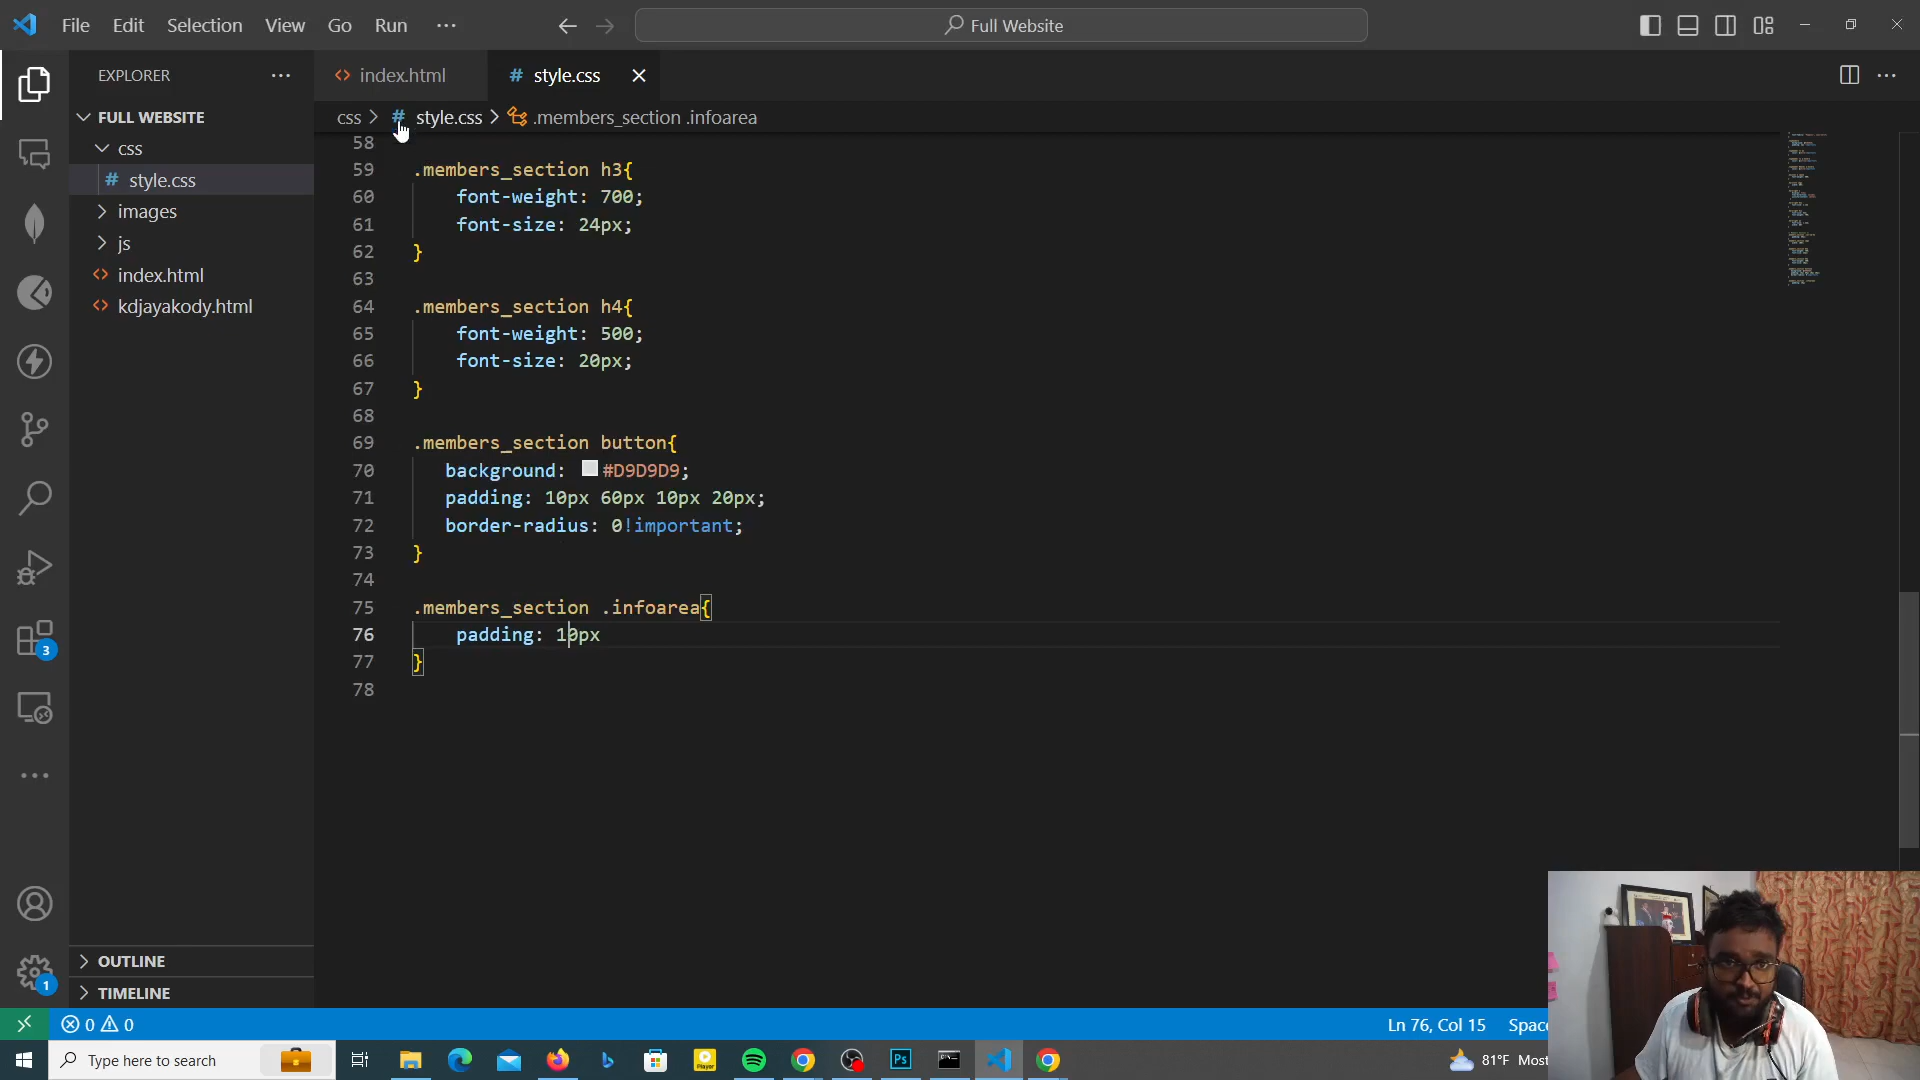 File Edit Selection View Go Run ···
Full Website
EXPLORER
index.html
style.css
FULL WEBSITE
css > style.css > .members_section .infoarea
css
style.css
images
js
index.html
kdjayakody.html
58
59 .members_section h3{
60 font-weight: 700;
61 font-size: 24px;
62 }
63
64 .members_section h4{
65 font-weight: 500;
66 font-size: 20px;
67 }
68
69 .members_section button{
70 background: #D9D9D9;
71 padding: 10px 60px 10px 20px;
72 border-radius: 0!important;
73 }
74
75 .members_section .infoarea{
76 padding: 10px
77 }
78
3
1
OUTLINE
TIMELINE
0 0
Ln 76, Col 15
Space
Type here to search
Player
Ps
81°F Most